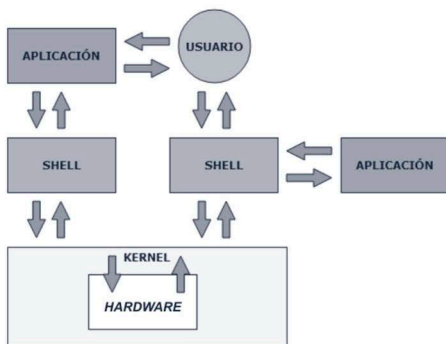 USUARIO
APLICACIÓN
SHELL
SHELL
APLICACIÓN
KERNEL
HARDWARE